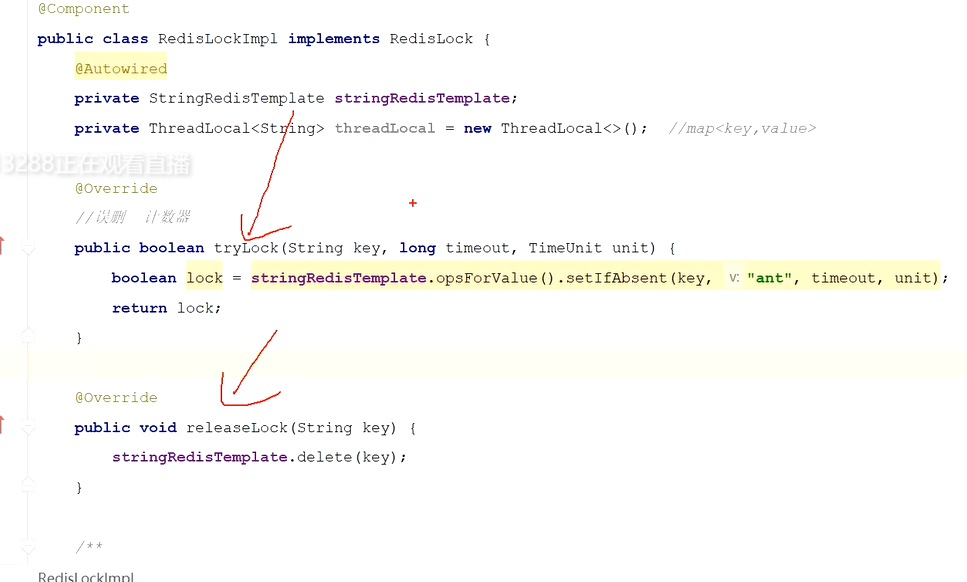 @Component
public class RedisLockImpl implements RedisLock {
@Autowired
private StringRedisTemplate stringRedisTemplate;
private ThreadLocal<String> threadLocal = new ThreadLocal<>(); //map<key,value>
3288正在观看直播
@Override
//误删 计数器
public boolean tryLock(String key, long timeout, TimeUnit unit) {
boolean lock = stringRedisTemplate.opsForValue().setIfAbsent(key, v: "ant", timeout, unit);
return lock;
}
@Override
public void releaseLock(String key) {
stringRedisTemplate.delete(key);
}
/**
RedisLockImpl